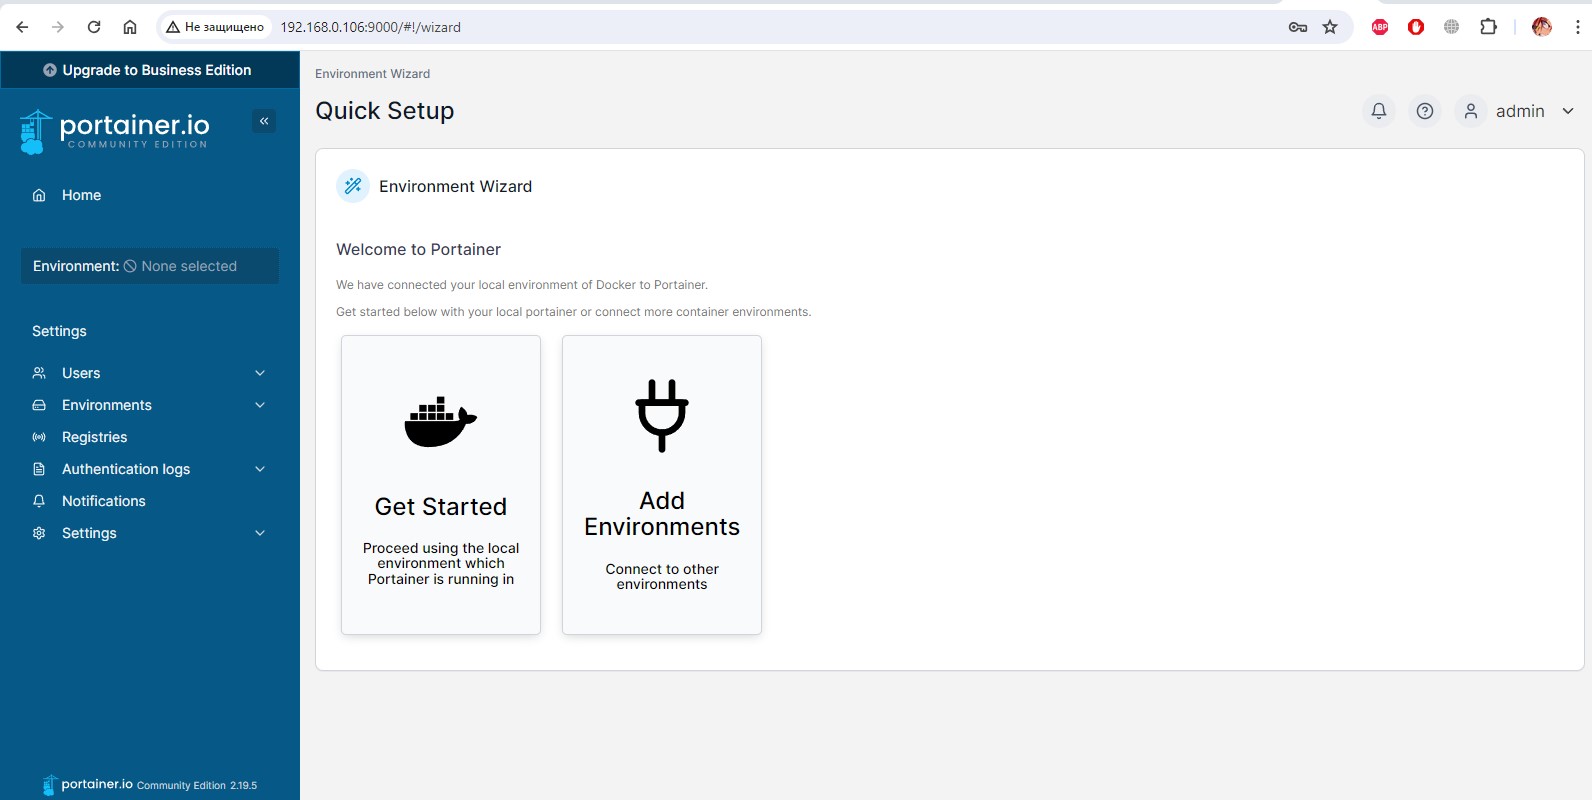 Не защищено
192.168.0.106:9000/#!/wizard
ABP
Upgrade to Business Edition
portainer.io
COMMUNITY EDITION
Home
Environment: None selected
Settings
Users
Environments
Registries
Authentication logs
Notifications
Settings
portainer.io Community Edition 2.19.5
Environment Wizard
Quick Setup
admin
Environment Wizard
Welcome to Portainer
We have connected your local environment of Docker to Portainer.
Get started below with your local portainer or connect more container environments.
Get Started
Proceed using the local
environment which
Portainer is running in
Add
Environments
Connect to other
environments